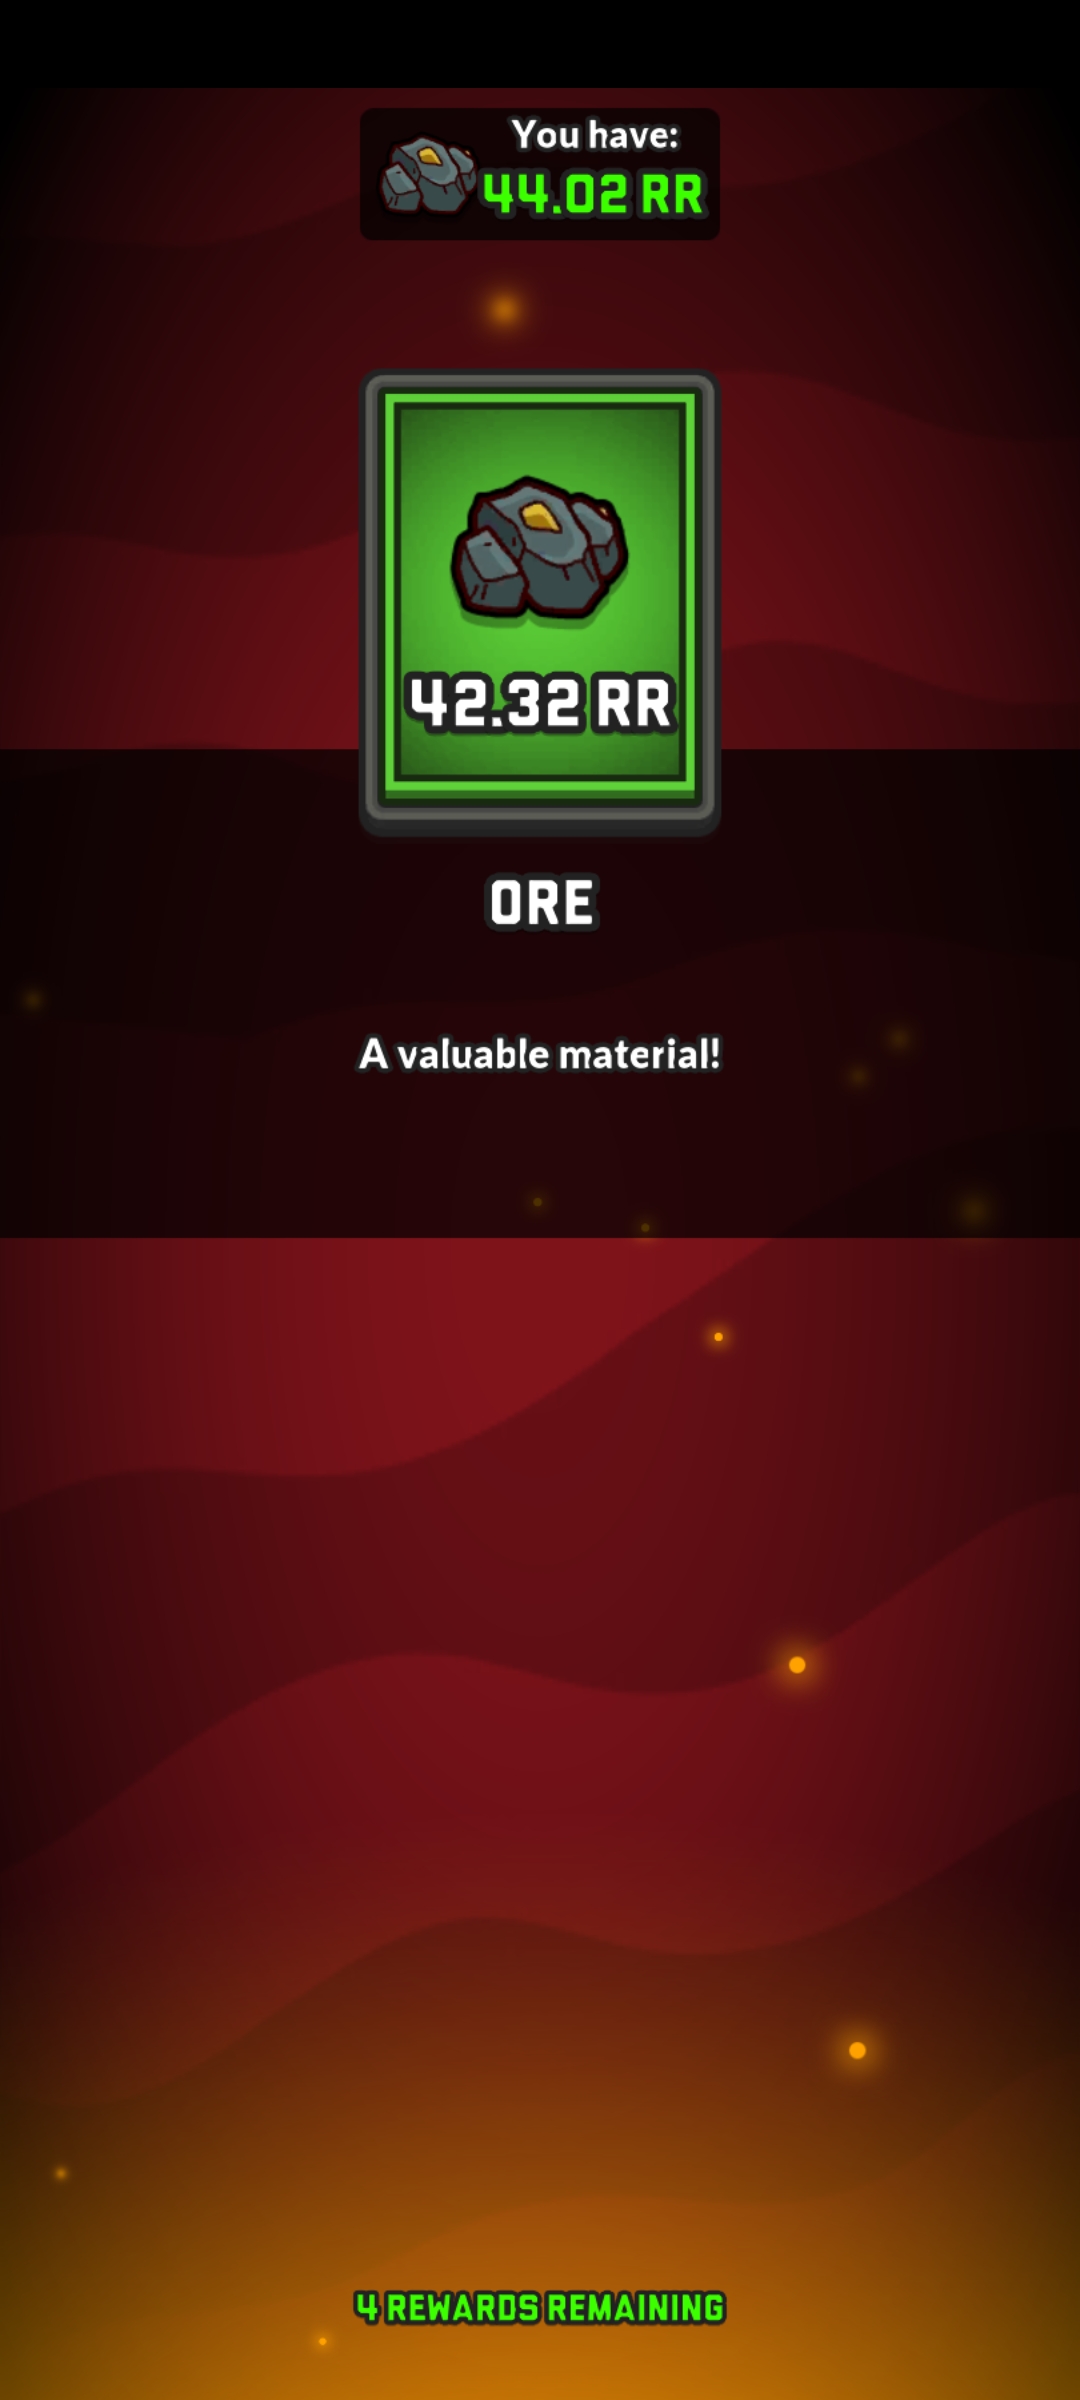 You have:
44.02 RR
42.32 RR
ORE
A valuable material!
4 REWARDS REMAINING